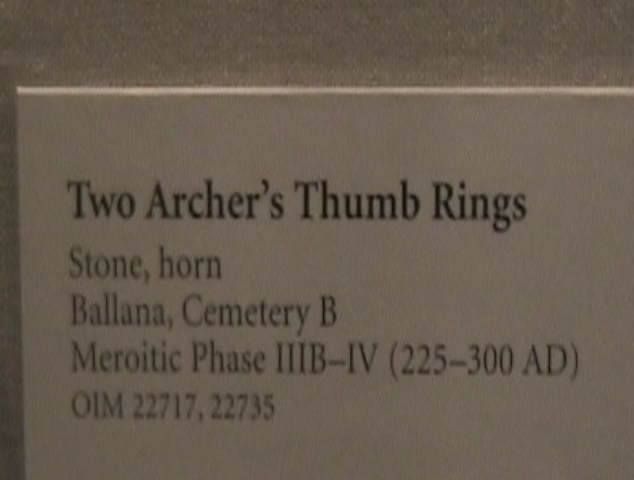 Two Archer's Thumb Rings
Stone, horn
Ballana, Cemetery B
Meroitic Phase IIIB–IV (225–300 AD)
OIM 22717, 22735